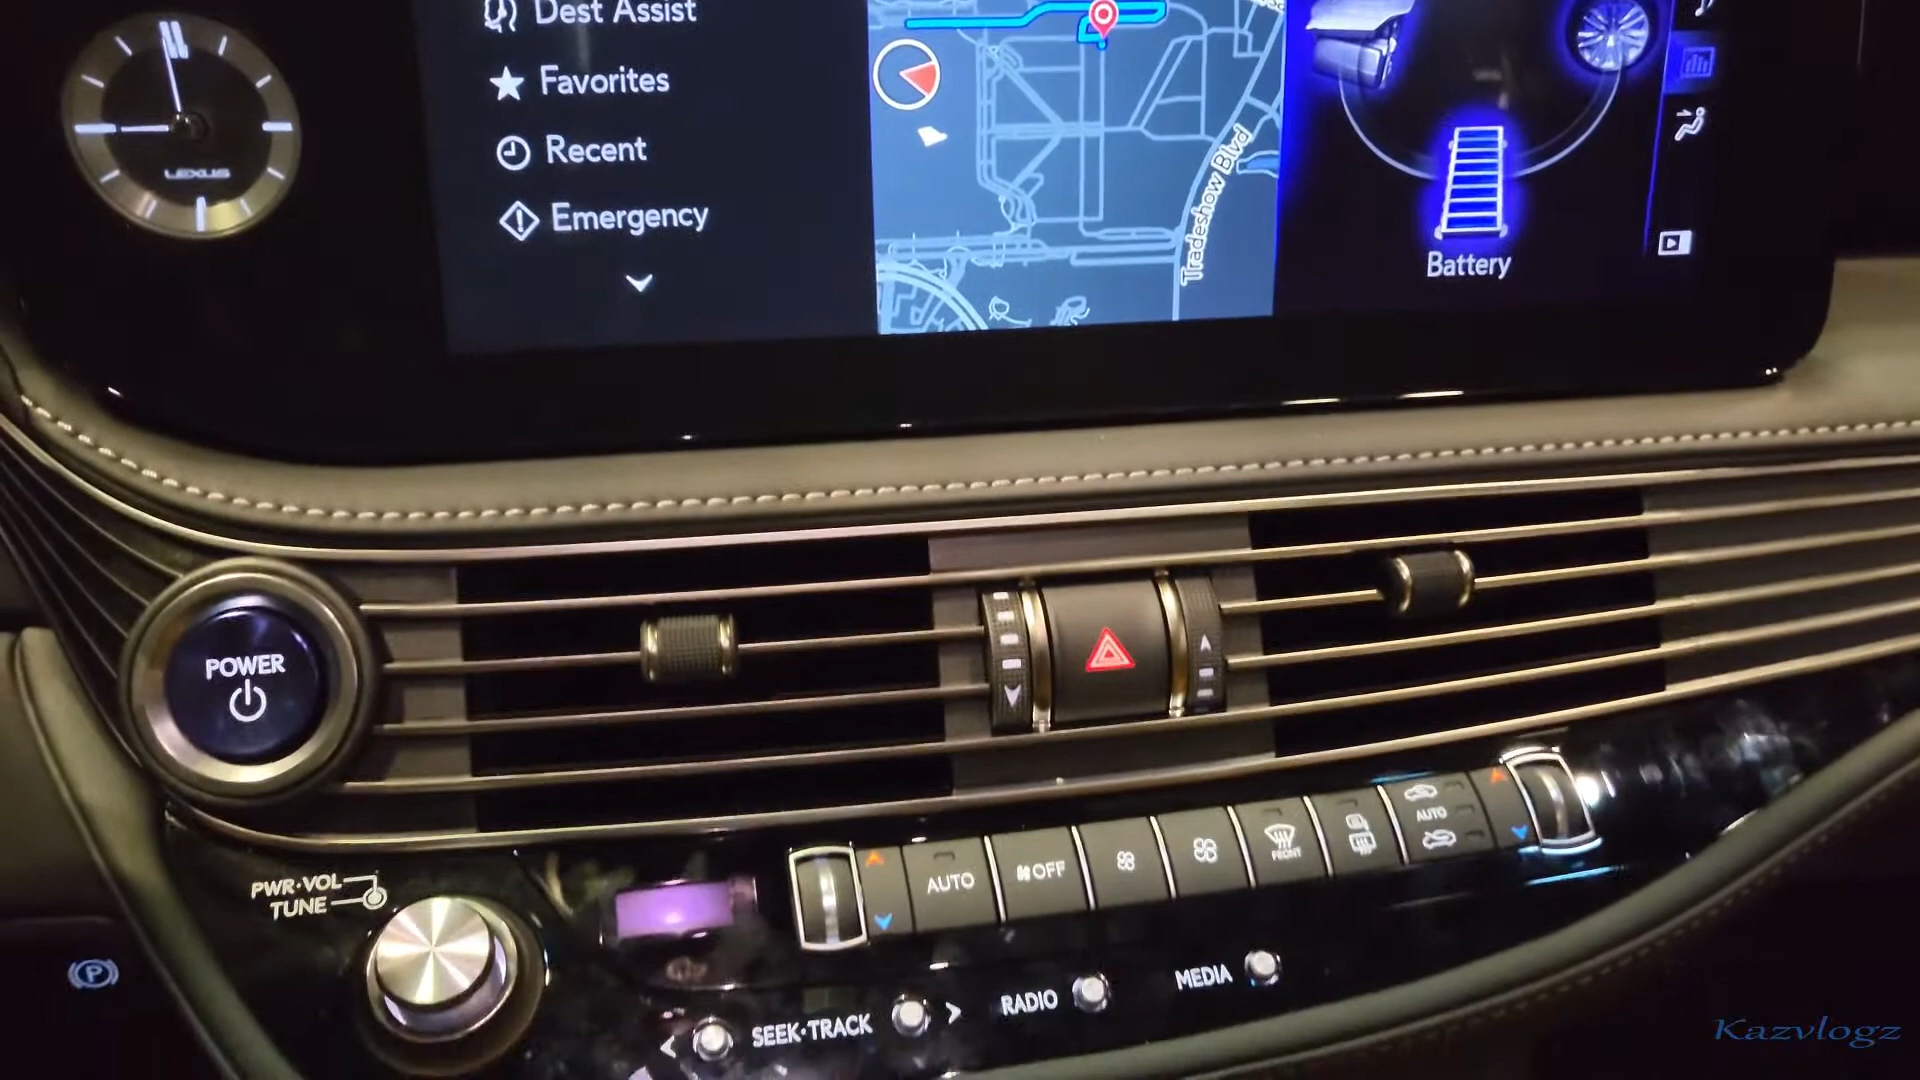 Dest Assist
Favorites
Recent
Emergency
LEXUS
Tradeshow Blvd
Battery
POWER
PWR·VOL
TUNE
AUTO
OFF
FRONT
AUTO
P
SEEK·TRACK
RADIO
MEDIA
Kazvlogz